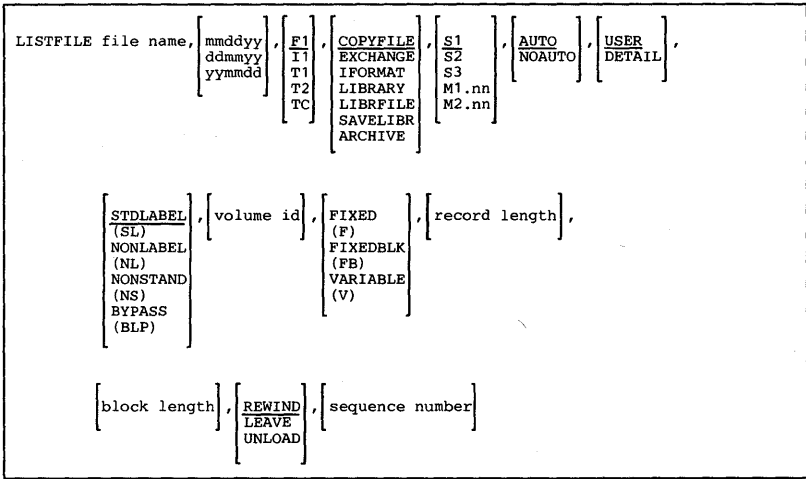 LISTFILE file name, [mmddyy ddmmyy yymmdd], [F1 I1 T1 T2 TC], [COPYFILE EXCHANGE IFORMAT LIBRARY LIBRFILE SAVELIBR ARCHIVE], [S1 S2 S3 M1.nn M2.nn], [AUTO NOAUTO], [USER DETAIL],
[STDLABEL (SL) NONLABEL (NL) NONSTAND (NS) BYPASS (BLP)], [volume id], [FIXED (F) FIXEDBLK (FB) VARIABLE (V)], [record length],
[block length], [REWIND LEAVE UNLOAD], [sequence number]